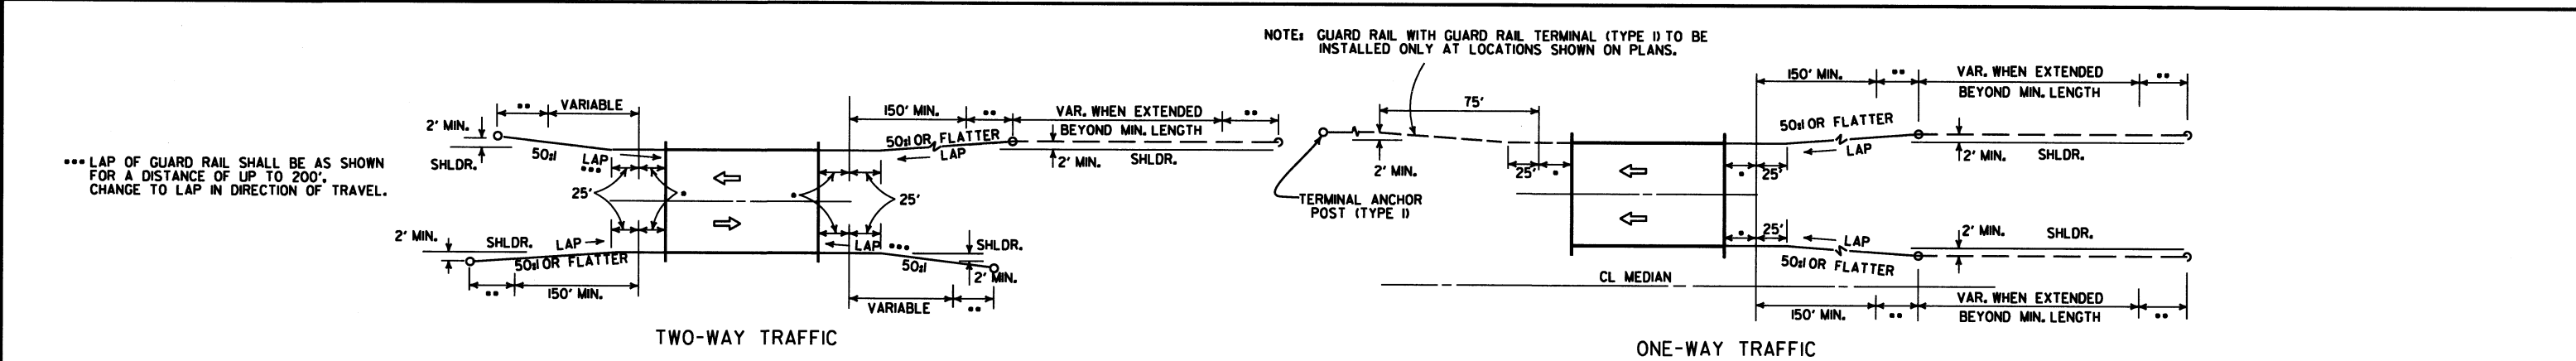 NOTE: GUARD RAIL WITH GUARD RAIL TERMINAL (TYPE I) TO BE
INSTALLED ONLY AT LOCATIONS SHOWN ON PLANS.
••• LAP OF GUARD RAIL SHALL BE AS SHOWN
FOR A DISTANCE OF UP TO 200'.
CHANGE TO LAP IN DIRECTION OF TRAVEL.
••
VARIABLE
2' MIN.
SHLDR.
50:1
LAP
•••
25'
•
150' MIN.
••
VAR. WHEN EXTENDED
BEYOND MIN. LENGTH
••
50:1 OR FLATTER
LAP
2' MIN.
SHLDR.
•
25'
2' MIN.
SHLDR.
LAP
50:1 OR FLATTER
••
150' MIN.
LAP •••
SHLDR.
50:1
2' MIN.
VARIABLE
••
TWO-WAY TRAFFIC
75'
2' MIN.
TERMINAL ANCHOR
POST (TYPE I)
25'
•
150' MIN.
••
VAR. WHEN EXTENDED
BEYOND MIN. LENGTH
••
50:1 OR FLATTER
LAP
2' MIN.
SHLDR.
•
25'
•
25'
LAP
50:1 OR FLATTER
2' MIN.
SHLDR.
CL MEDIAN
150' MIN.
••
VAR. WHEN EXTENDED
BEYOND MIN. LENGTH
••
ONE-WAY TRAFFIC